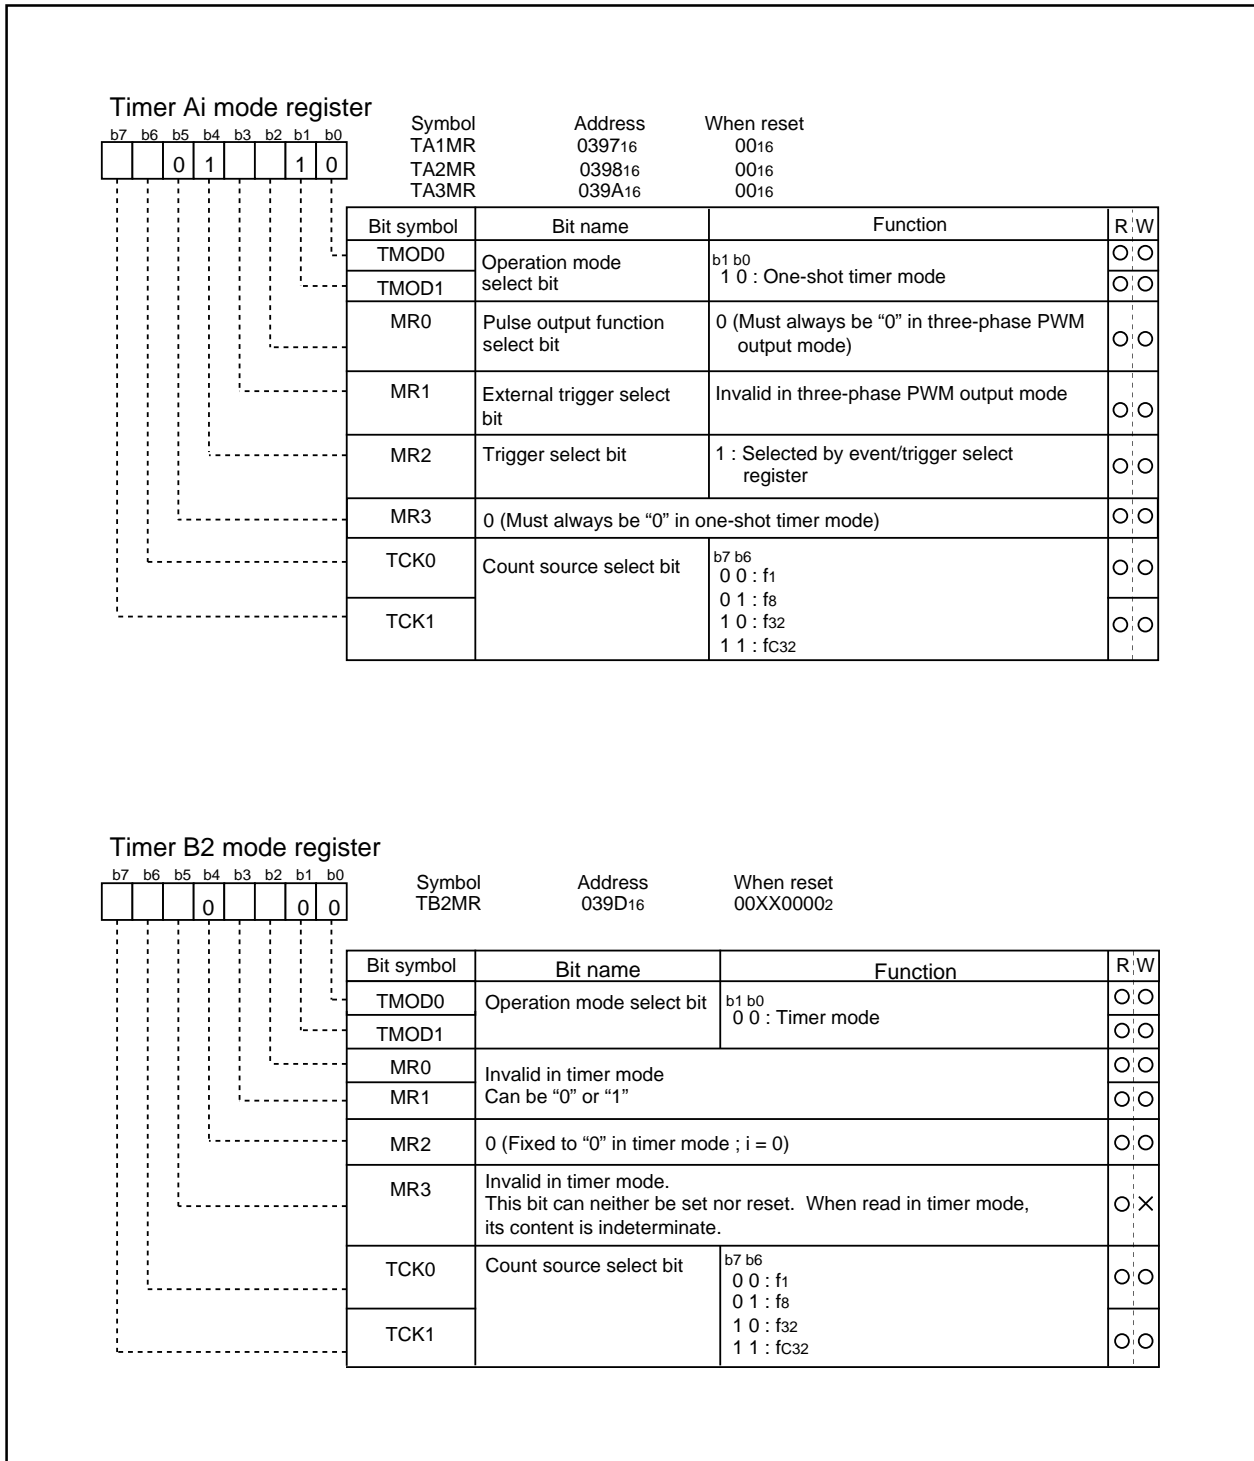 Timer Ai mode register
b7 b6 b5 b4 b3 b2 b1 b0
0 1 1 0
Symbol Address When reset
TA1MR 039716 0016
TA2MR 039816 0016
TA3MR 039A16 0016
Bit symbol Bit name Function R W
TMOD0 Operation mode select bit b1 b0
TMOD1 1 0 : One-shot timer mode
MR0 Pulse output function 0 (Must always be “0” in three-phase PWM
select bit output mode)
MR1 External trigger select Invalid in three-phase PWM output mode
bit
MR2 Trigger select bit 1 : Selected by event/trigger select
register
MR3 0 (Must always be “0” in one-shot timer mode)
TCK0 Count source select bit b7 b6
0 0 : f1
0 1 : f8
TCK1 1 0 : f32
1 1 : fC32
Timer B2 mode register
b7 b6 b5 b4 b3 b2 b1 b0
0 0 0
Symbol Address When reset
TB2MR 039D16 00XX00002
Bit symbol Bit name Function R W
TMOD0 Operation mode select bit b1 b0
0 0 : Timer mode
TMOD1
MR0 Invalid in timer mode
MR1 Can be “0” or “1”
MR2 0 (Fixed to “0” in timer mode ; i = 0)
MR3 Invalid in timer mode.
This bit can neither be set nor reset. When read in timer mode,
its content is indeterminate.
TCK0 Count source select bit b7 b6
0 0 : f1
0 1 : f8
TCK1 1 0 : f32
1 1 : fC32